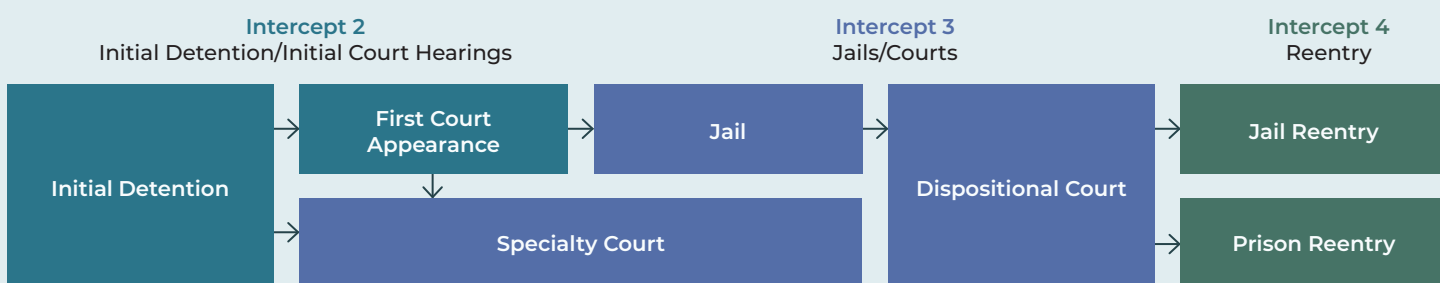 Intercept 2
Initial Detention/Initial Court Hearings
Intercept 3
Jails/Courts
Intercept 4
Reentry
Initial Detention
First Court
Appearance
Jail
Specialty Court
Dispositional Court
Jail Reentry
Prison Reentry